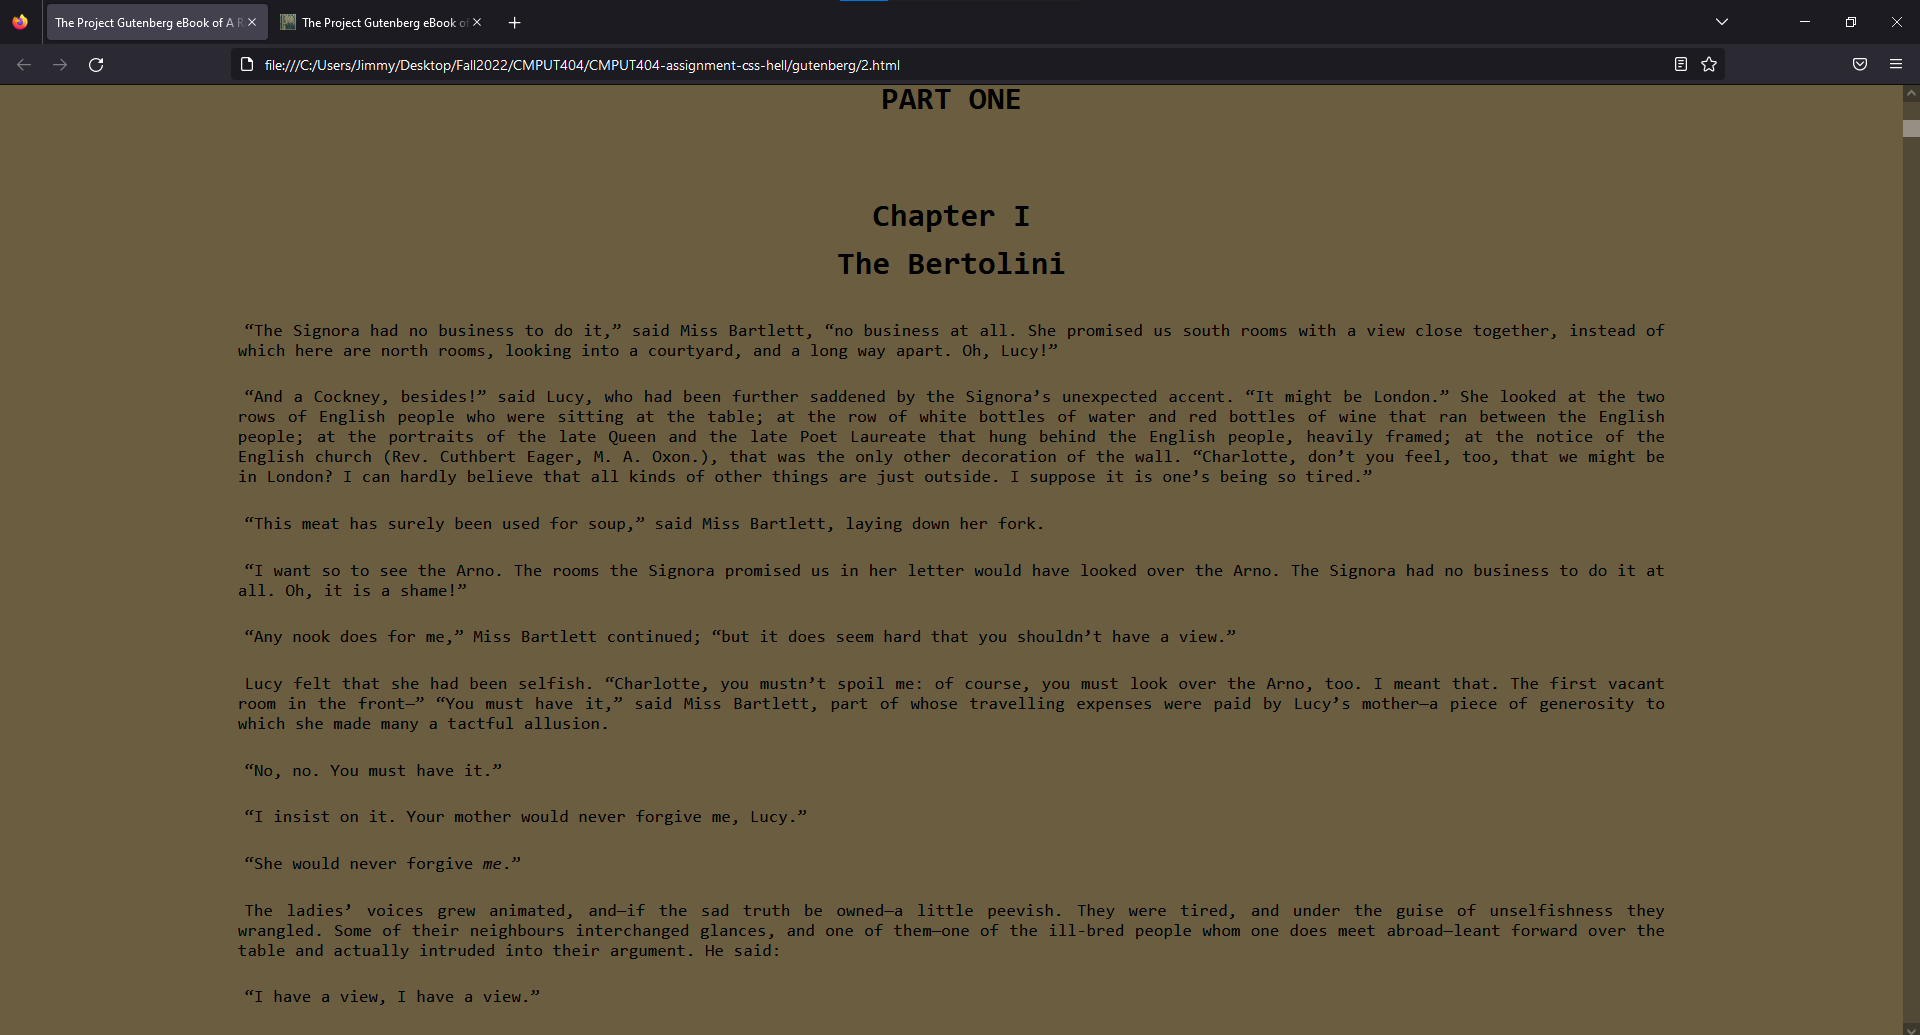 The Project Gutenberg eBook of A R
The Project Gutenberg eBook of
file:///C:/Users/Jimmy/Desktop/Fall2022/CMPUT404/CMPUT404-assignment-css-hell/gutenberg/2.html
PART ONE
Chapter I
The Bertolini
“The Signora had no business to do it,” said Miss Bartlett, “no business at all. She promised us south rooms with a view close together, instead of
which here are north rooms, looking into a courtyard, and a long way apart. Oh, Lucy!”
“And a Cockney, besides!” said Lucy, who had been further saddened by the Signora’s unexpected accent. “It might be London.” She looked at the two
rows of English people who were sitting at the table; at the row of white bottles of water and red bottles of wine that ran between the English
people; at the portraits of the late Queen and the late Poet Laureate that hung behind the English people, heavily framed; at the notice of the
English church (Rev. Cuthbert Eager, M. A. Oxon.), that was the only other decoration of the wall. “Charlotte, don’t you feel, too, that we might be
in London? I can hardly believe that all kinds of other things are just outside. I suppose it is one’s being so tired.”
“This meat has surely been used for soup,” said Miss Bartlett, laying down her fork.
“I want so to see the Arno. The rooms the Signora promised us in her letter would have looked over the Arno. The Signora had no business to do it at
all. Oh, it is a shame!”
“Any nook does for me,” Miss Bartlett continued; “but it does seem hard that you shouldn’t have a view.”
Lucy felt that she had been selfish. “Charlotte, you mustn’t spoil me: of course, you must look over the Arno, too. I meant that. The first vacant
room in the front—” “You must have it,” said Miss Bartlett, part of whose travelling expenses were paid by Lucy’s mother—a piece of generosity to
which she made many a tactful allusion.
“No, no. You must have it.”
“I insist on it. Your mother would never forgive me, Lucy.”
“She would never forgive me.”
The ladies’ voices grew animated, and—if the sad truth be owned—a little peevish. They were tired, and under the guise of unselfishness they
wrangled. Some of their neighbours interchanged glances, and one of them—one of the ill-bred people whom one does meet abroad—leant forward over the
table and actually intruded into their argument. He said:
“I have a view, I have a view.”